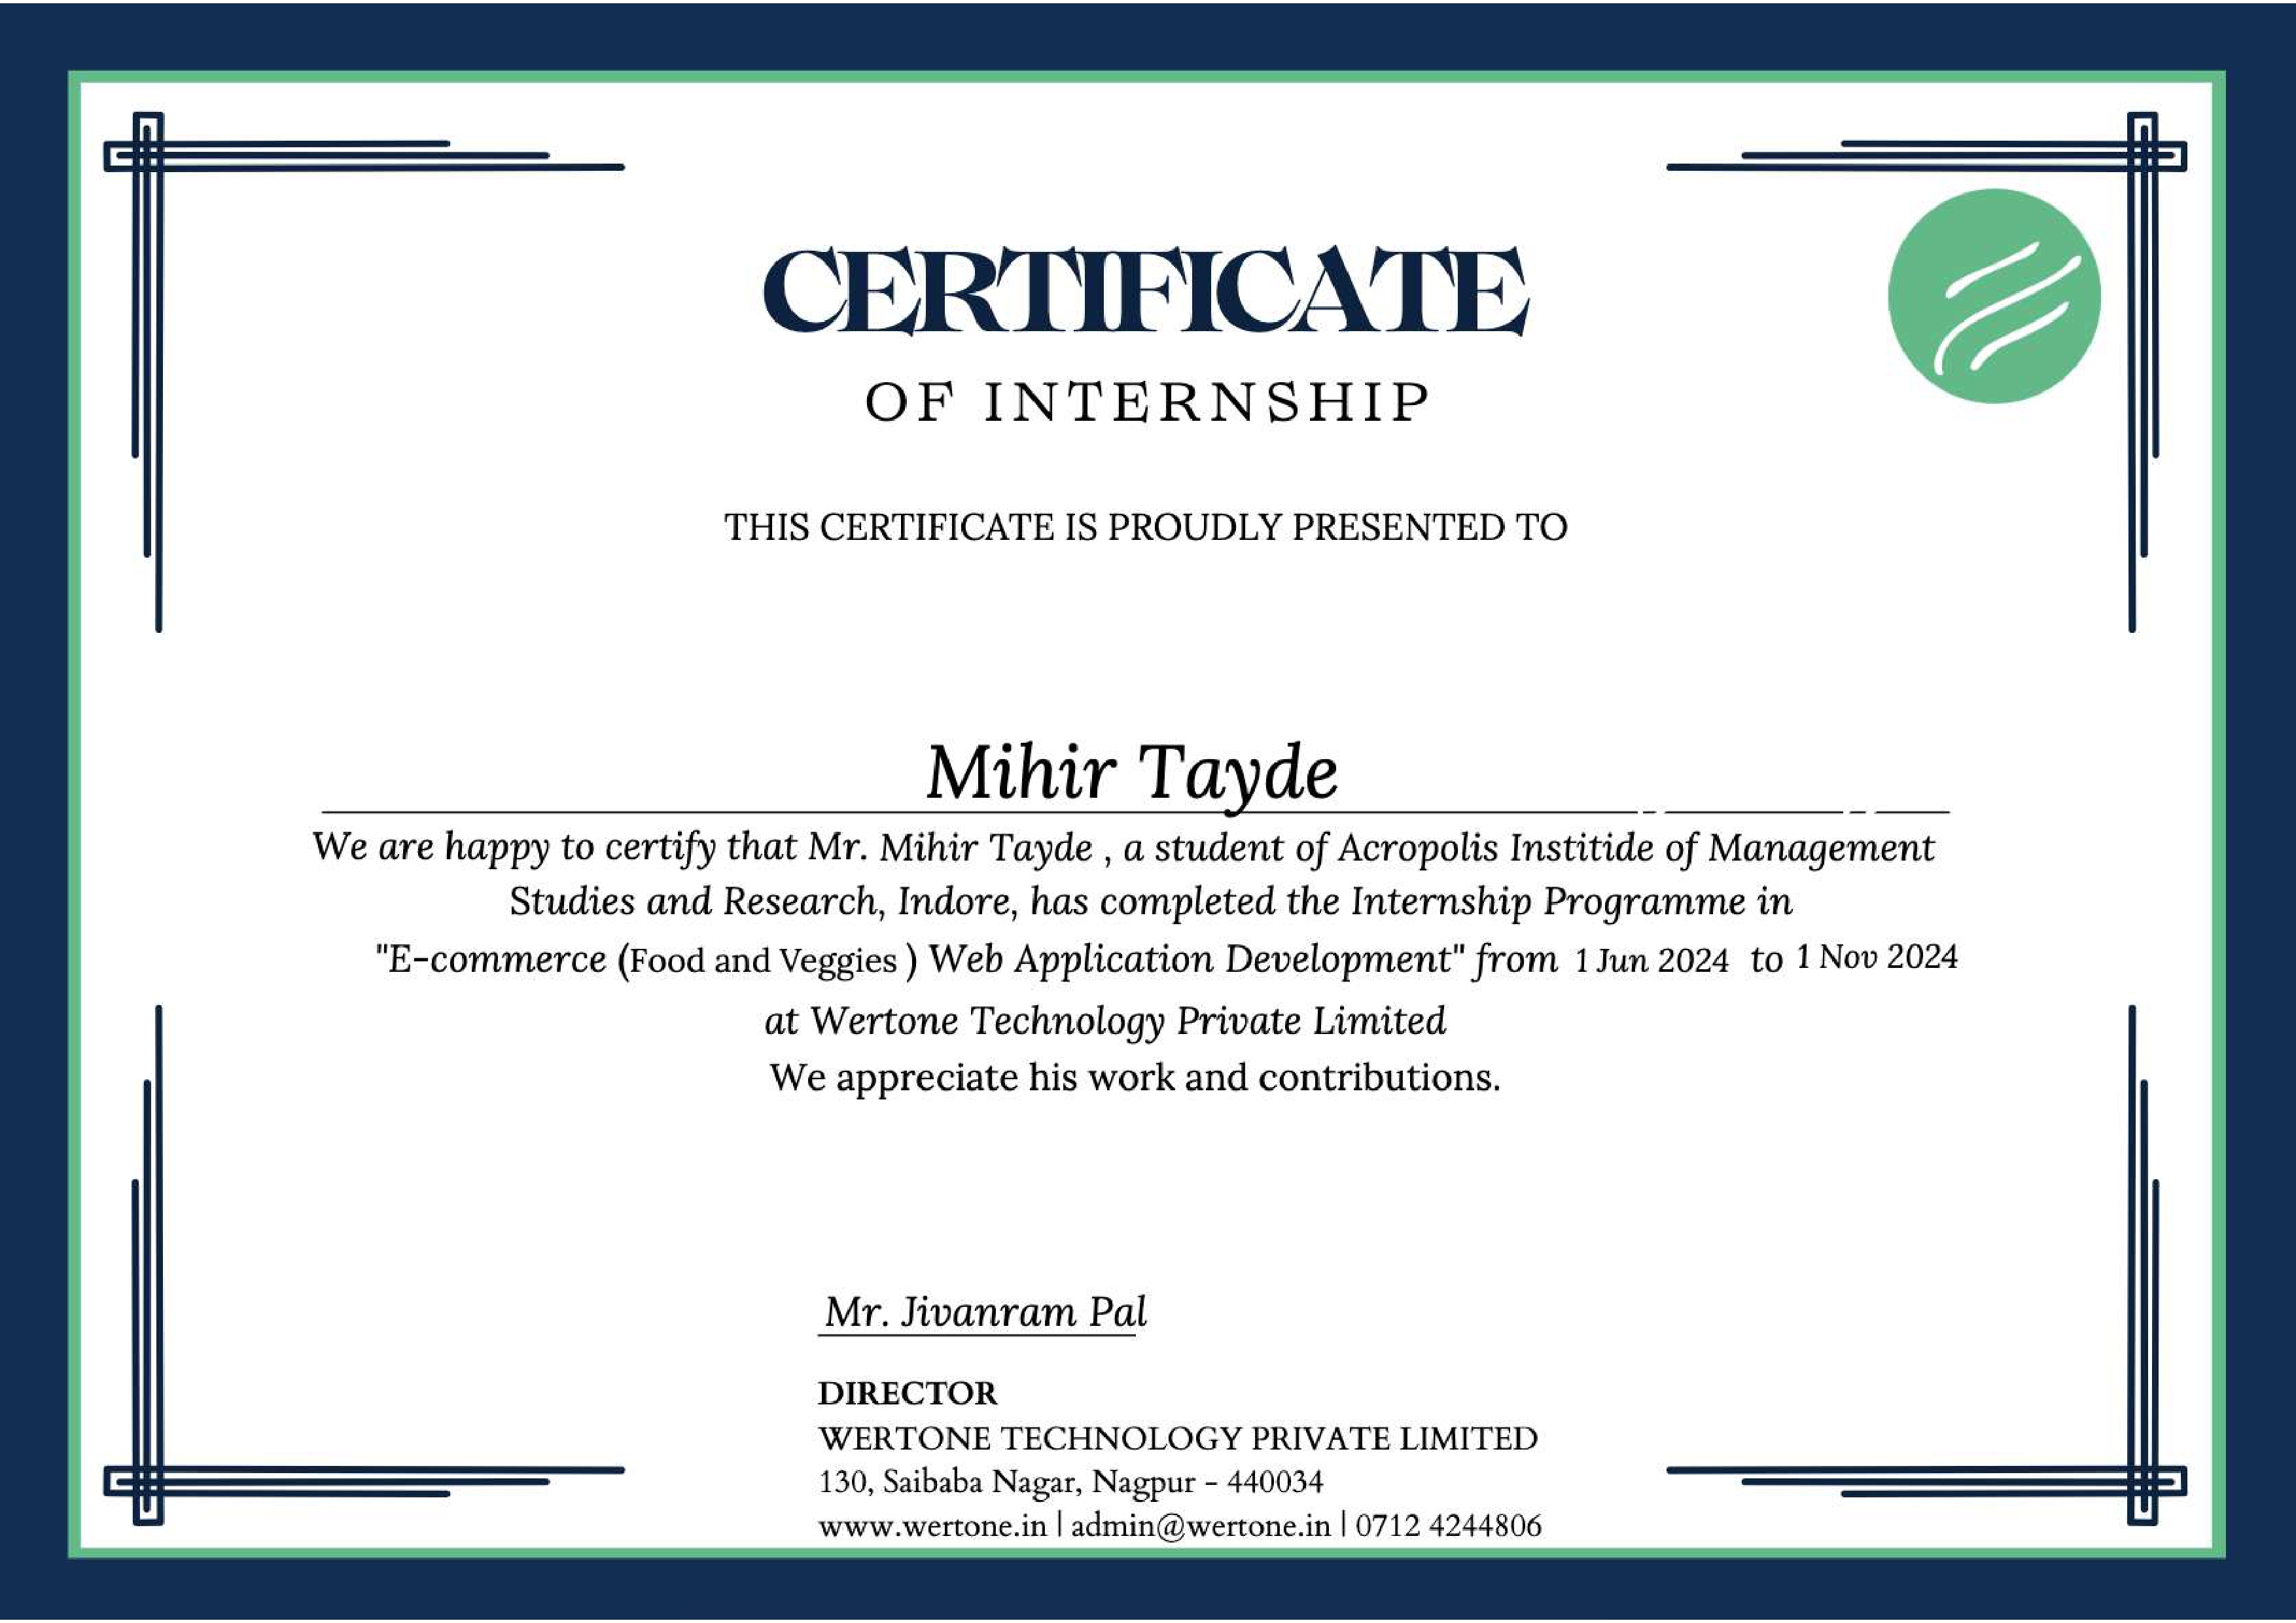 CERTIFICATE
OF INTERNSHIP
THIS CERTIFICATE IS PROUDLY PRESENTED TO
Mihir Tayde
We are happy to certify that Mr. Mihir Tayde , a student of Acropolis Institide of Management
Studies and Research, Indore, has completed the Internship Programme in
"E-commerce (Food and Veggies ) Web Application Development" from 1 Jun 2024 to 1 Nov 2024
at Wertone Technology Private Limited
We appreciate his work and contributions.
Mr. Jivanram Pal
DIRECTOR
WERTONE TECHNOLOGY PRIVATE LIMITED
130, Saibaba Nagar, Nagpur - 440034
www.wertone.in | admin@wertone.in | 0712 4244806